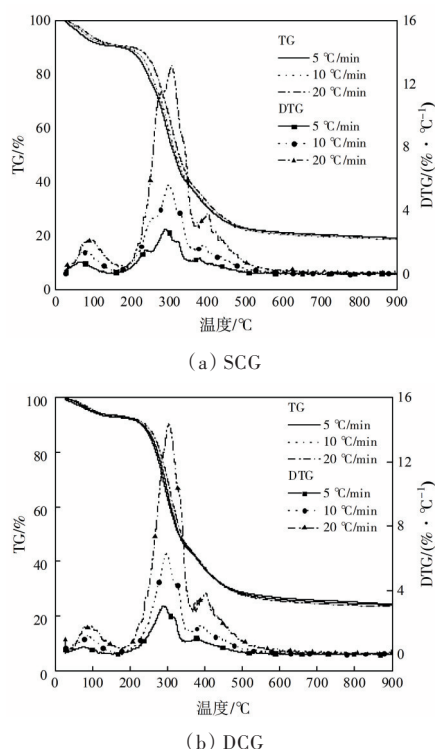 100
80
60
40
20
0
TG/%
16
12
8
4
0
DTG/(%·℃⁻¹)
TG
5 ℃/min
10 ℃/min
20 ℃/min
DTG
5 ℃/min
10 ℃/min
20 ℃/min
0 100 200 300 400 500 600 700 800 900
温度/℃
(a) SCG
100
80
60
40
20
0
TG/%
16
14
8
4
0
DTG/(%·℃⁻¹)
TG
5 ℃/min
10 ℃/min
20 ℃/min
DTG
5 ℃/min
10 ℃/min
20 ℃/min
0 100 200 300 400 500 600 700 800 900
温度/℃
(b) DCG